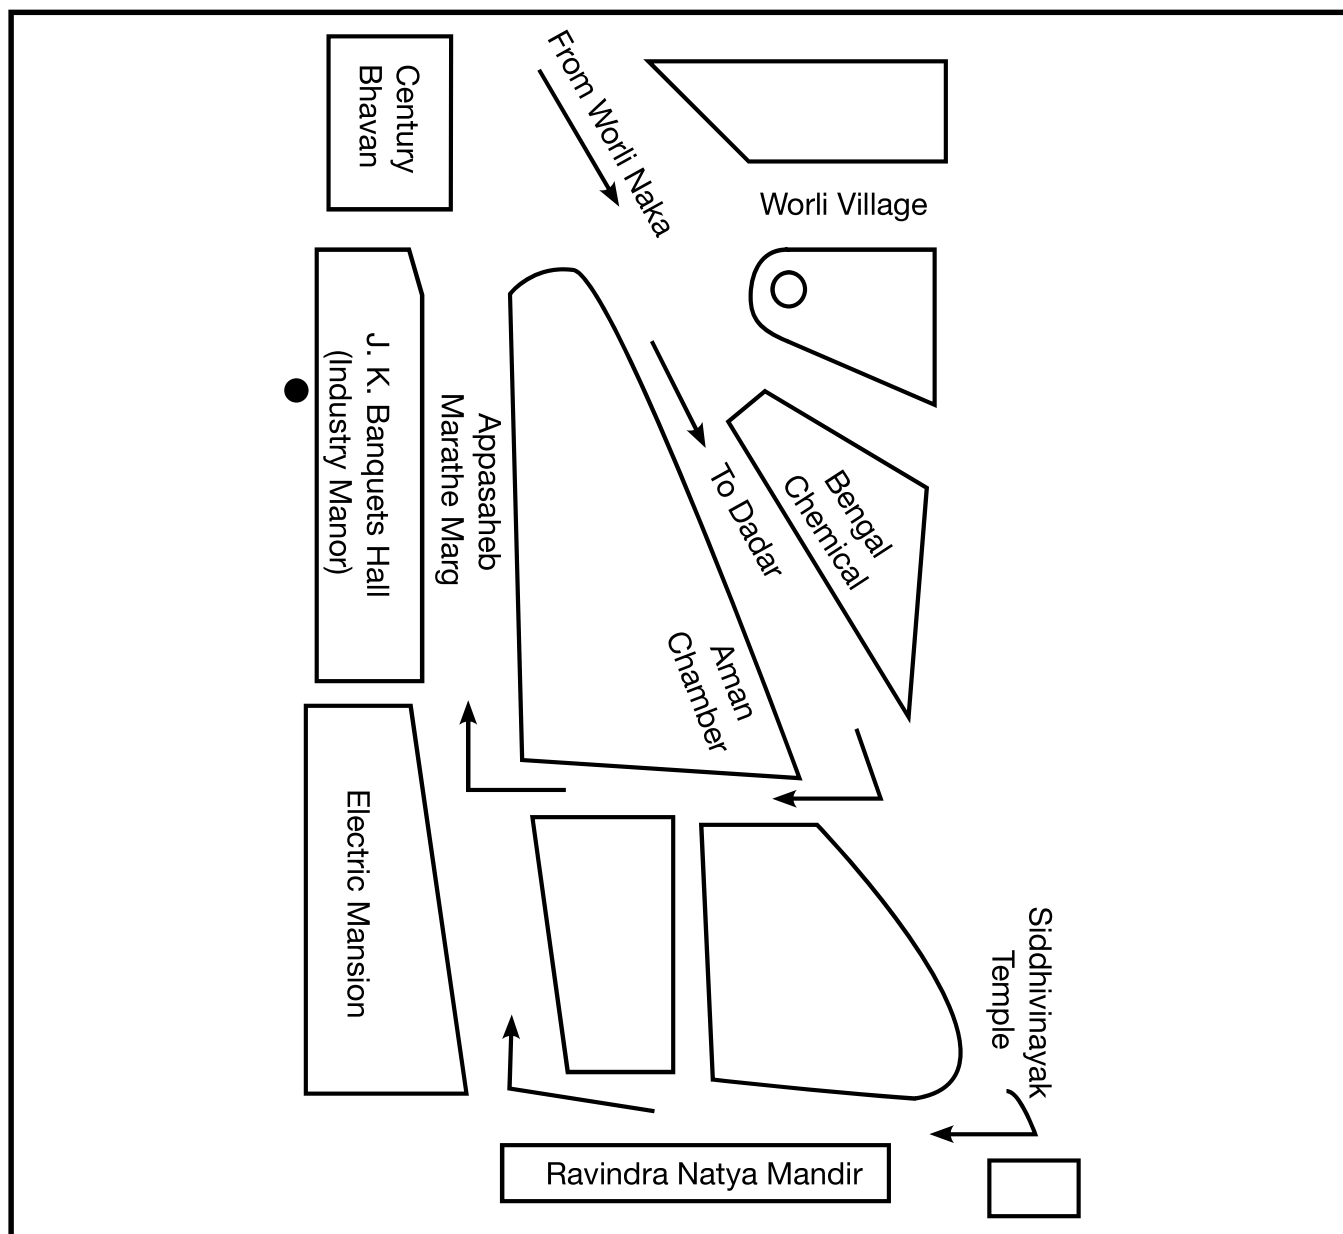 Century
Bhavan
From Worli Naka
Worli Village
J. K. Banquets Hall
(Industry Manor)
Appasaheb
Marathe Marg
To Dadar
Bengal
Chemical
Aman
Chamber
Electric Mansion
Siddhivinayak
Temple
Ravindra Natya Mandir